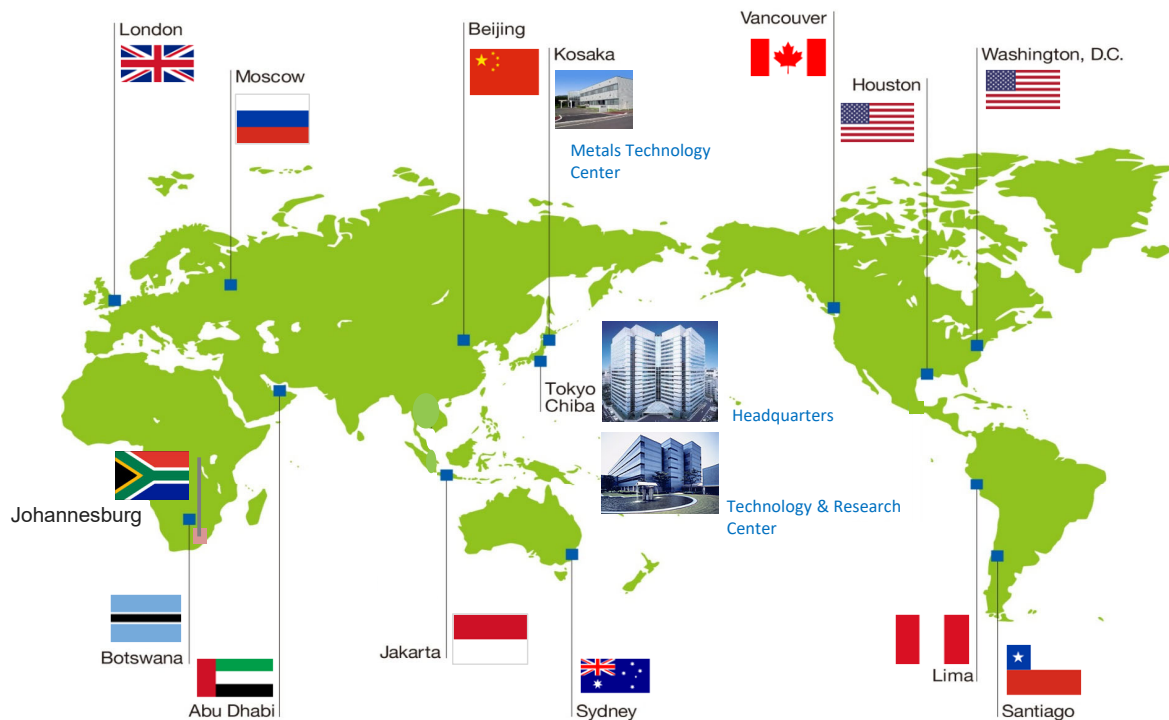 London
Moscow
Beijing
Kosaka
Metals Technology
Center
Vancouver
Houston
Washington, D.C.
Tokyo
Chiba
Headquarters
Technology & Research
Center
Johannesburg
Botswana
Abu Dhabi
Jakarta
Sydney
Lima
Santiago